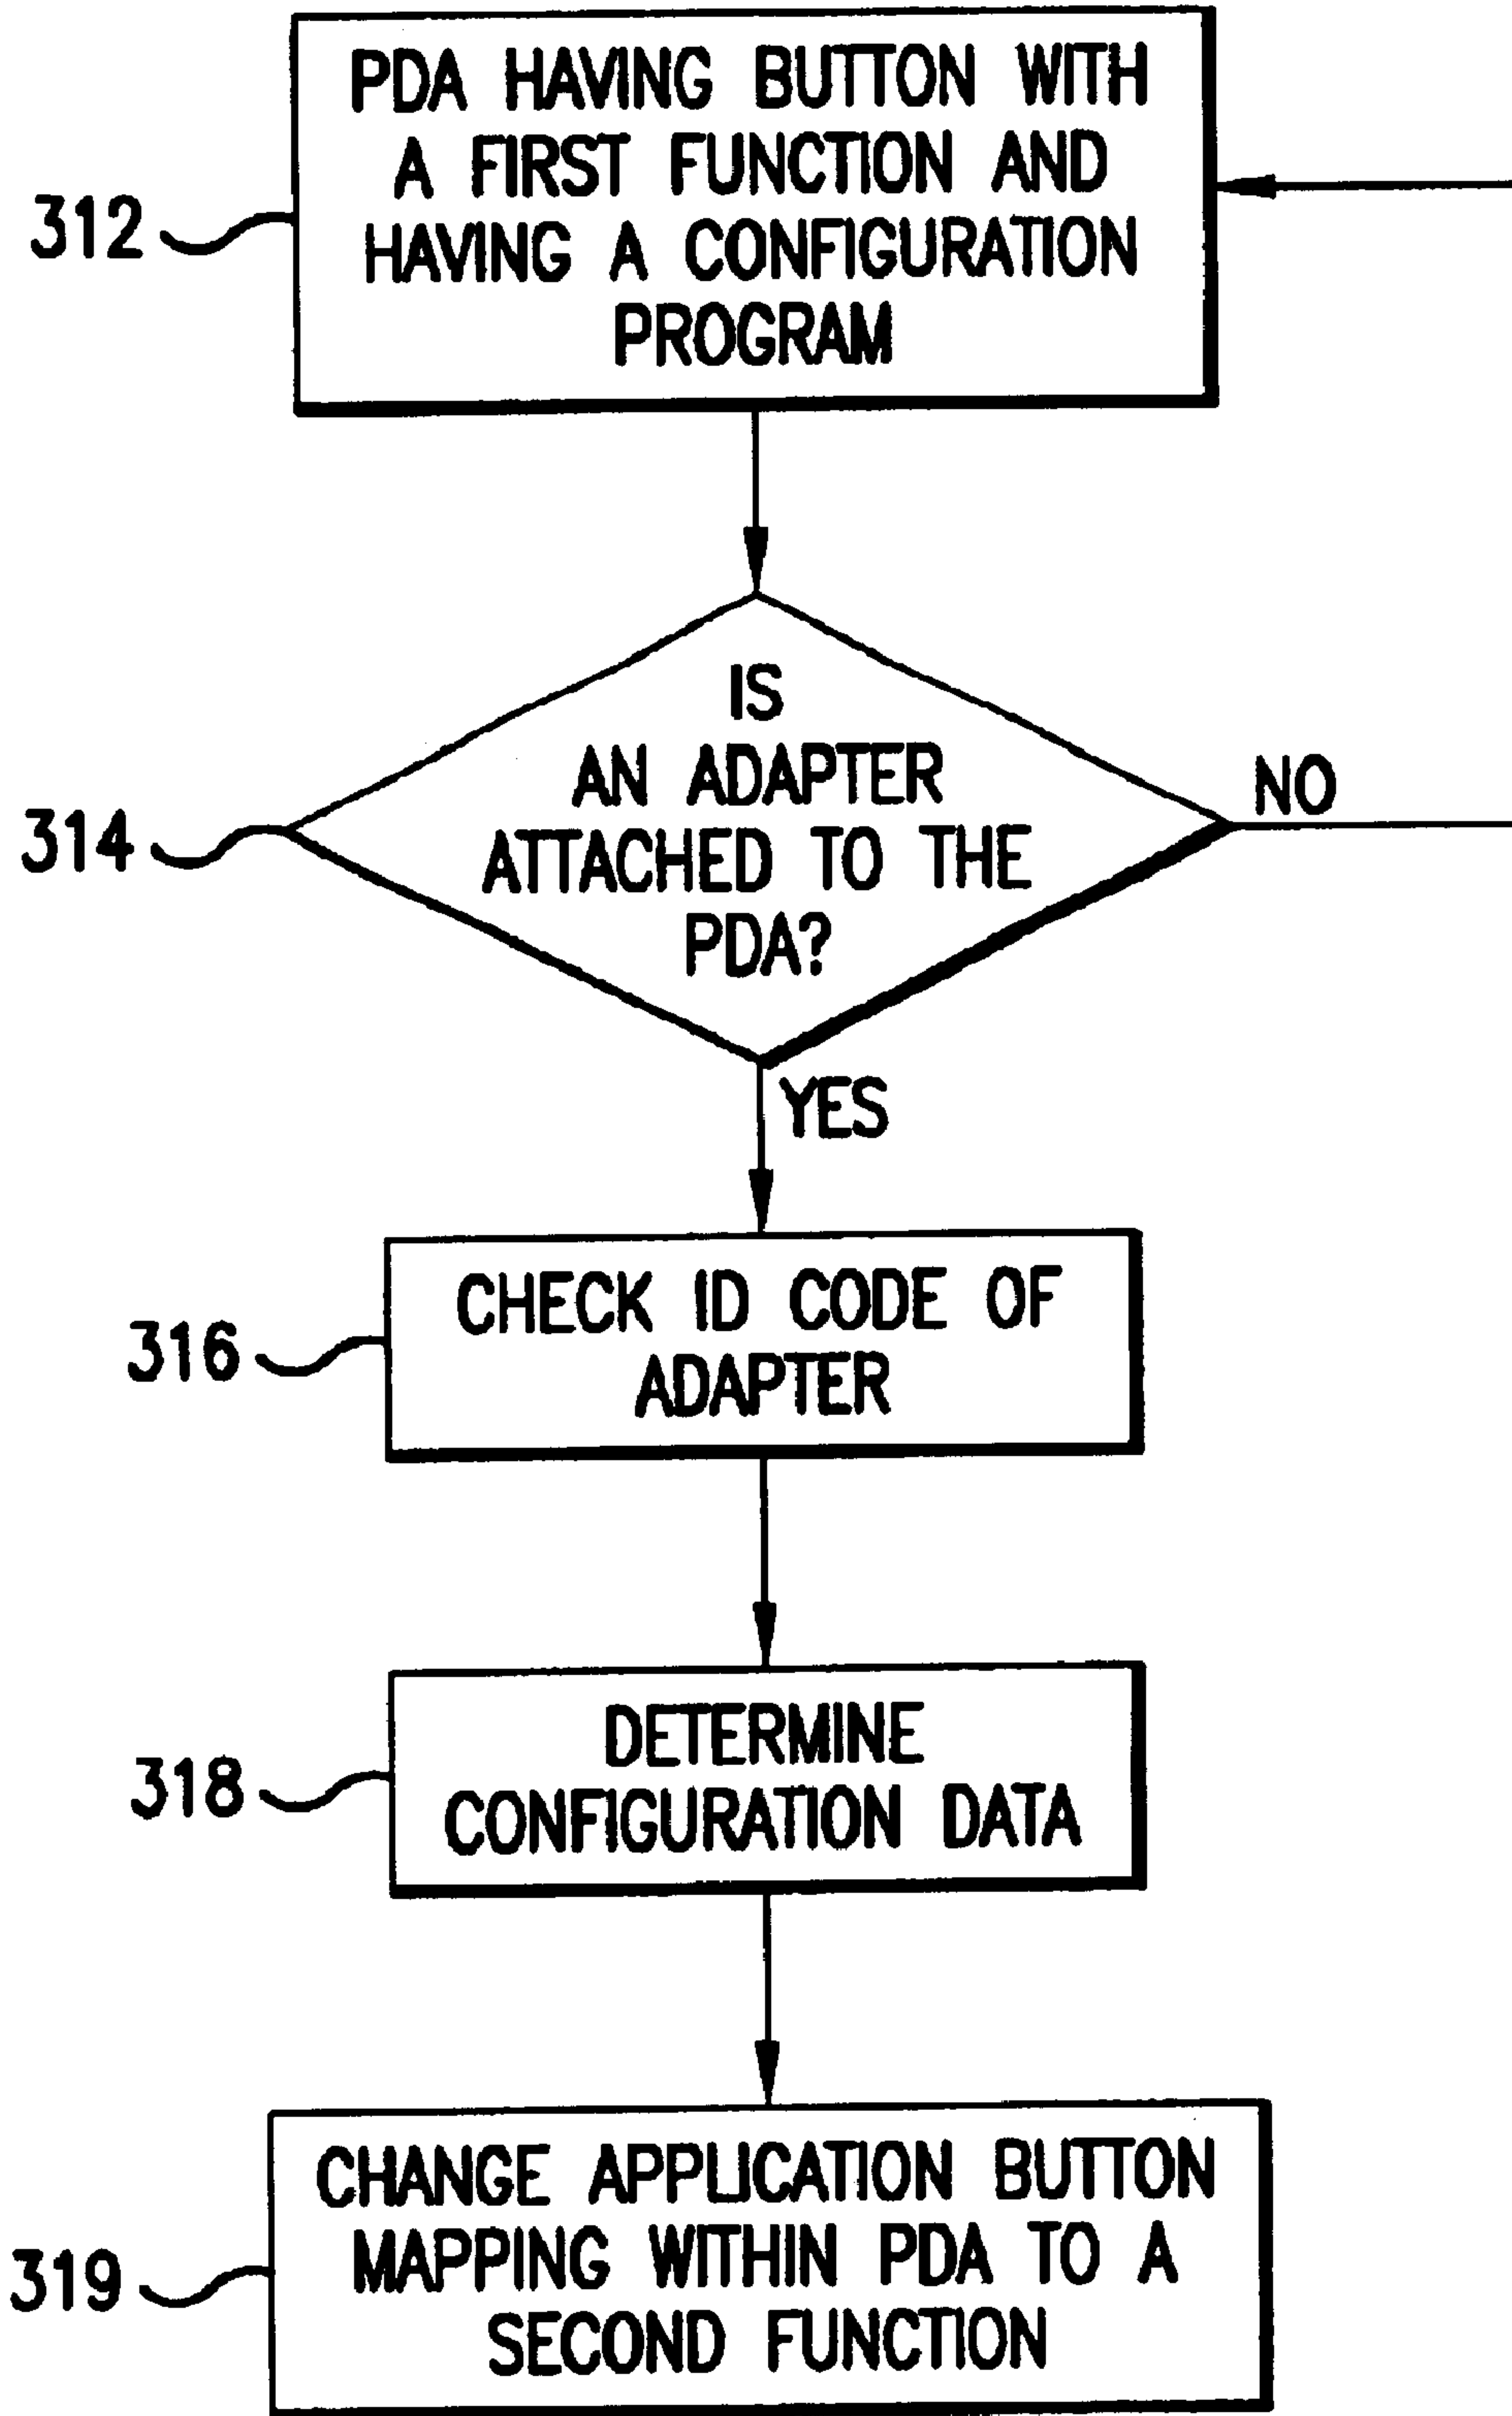 PDA HAVING BUTTON WITH
A FIRST FUNCTION AND
HAVING A CONFIGURATION
PROGRAM
312
IS
AN ADAPTER
ATTACHED TO THE
PDA?
314
NO
YES
CHECK ID CODE OF
ADAPTER
316
DETERMINE
CONFIGURATION DATA
318
CHANGE APPLICATION BUTTON
MAPPING WITHIN PDA TO A
SECOND FUNCTION
319